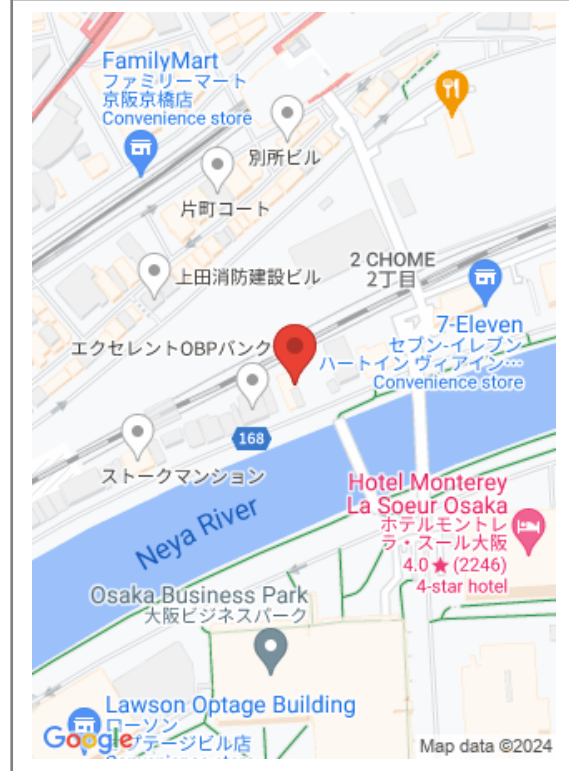 FamilyMart
ファミリーマート
京阪京橋店
Convenience store
別所ビル
片町コート
上田消防建設ビル
2 CHOME
2丁目
7-Eleven
セブン-イレブン
ハートイン ヴィアイン…
Convenience store
エクセレントOBPバンク
168
ストークマンション
Neya River
Hotel Monterey
La Soeur Osaka
ホテルモントレ
ラ・スール大阪
4.0★ (2246)
4-star hotel
Osaka Business Park
大阪ビジネスパーク
Lawson Optage Building
ローソン
プテージビル店
Google
Map data ©2024